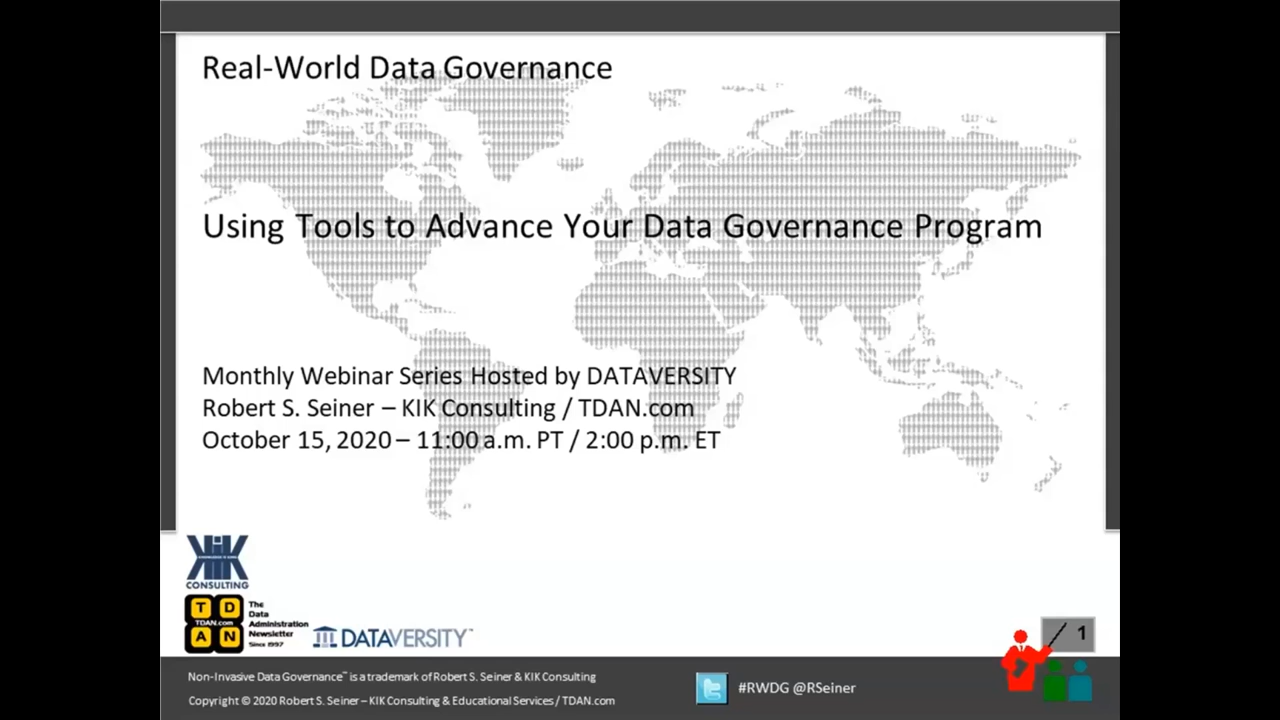 Real-World Data Governance
Using Tools to Advance Your Data Governance Program
Monthly Webinar Series Hosted by DATAVERSITY
Robert S. Seiner – KIK Consulting / TDAN.com
October 15, 2020 – 11:00 a.m. PT / 2:00 p.m. ET
KIK
CONSULTING
T D
TDAN.com
A N
The
Data
Administration
Newsletter
Since 1997
DATAVERSITY™
1
Non-Invasive Data Governance™ is a trademark of Robert S. Seiner & KIK Consulting
Copyright © 2020 Robert S. Seiner – KIK Consulting & Educational Services / TDAN.com
#RWDG @RSeiner